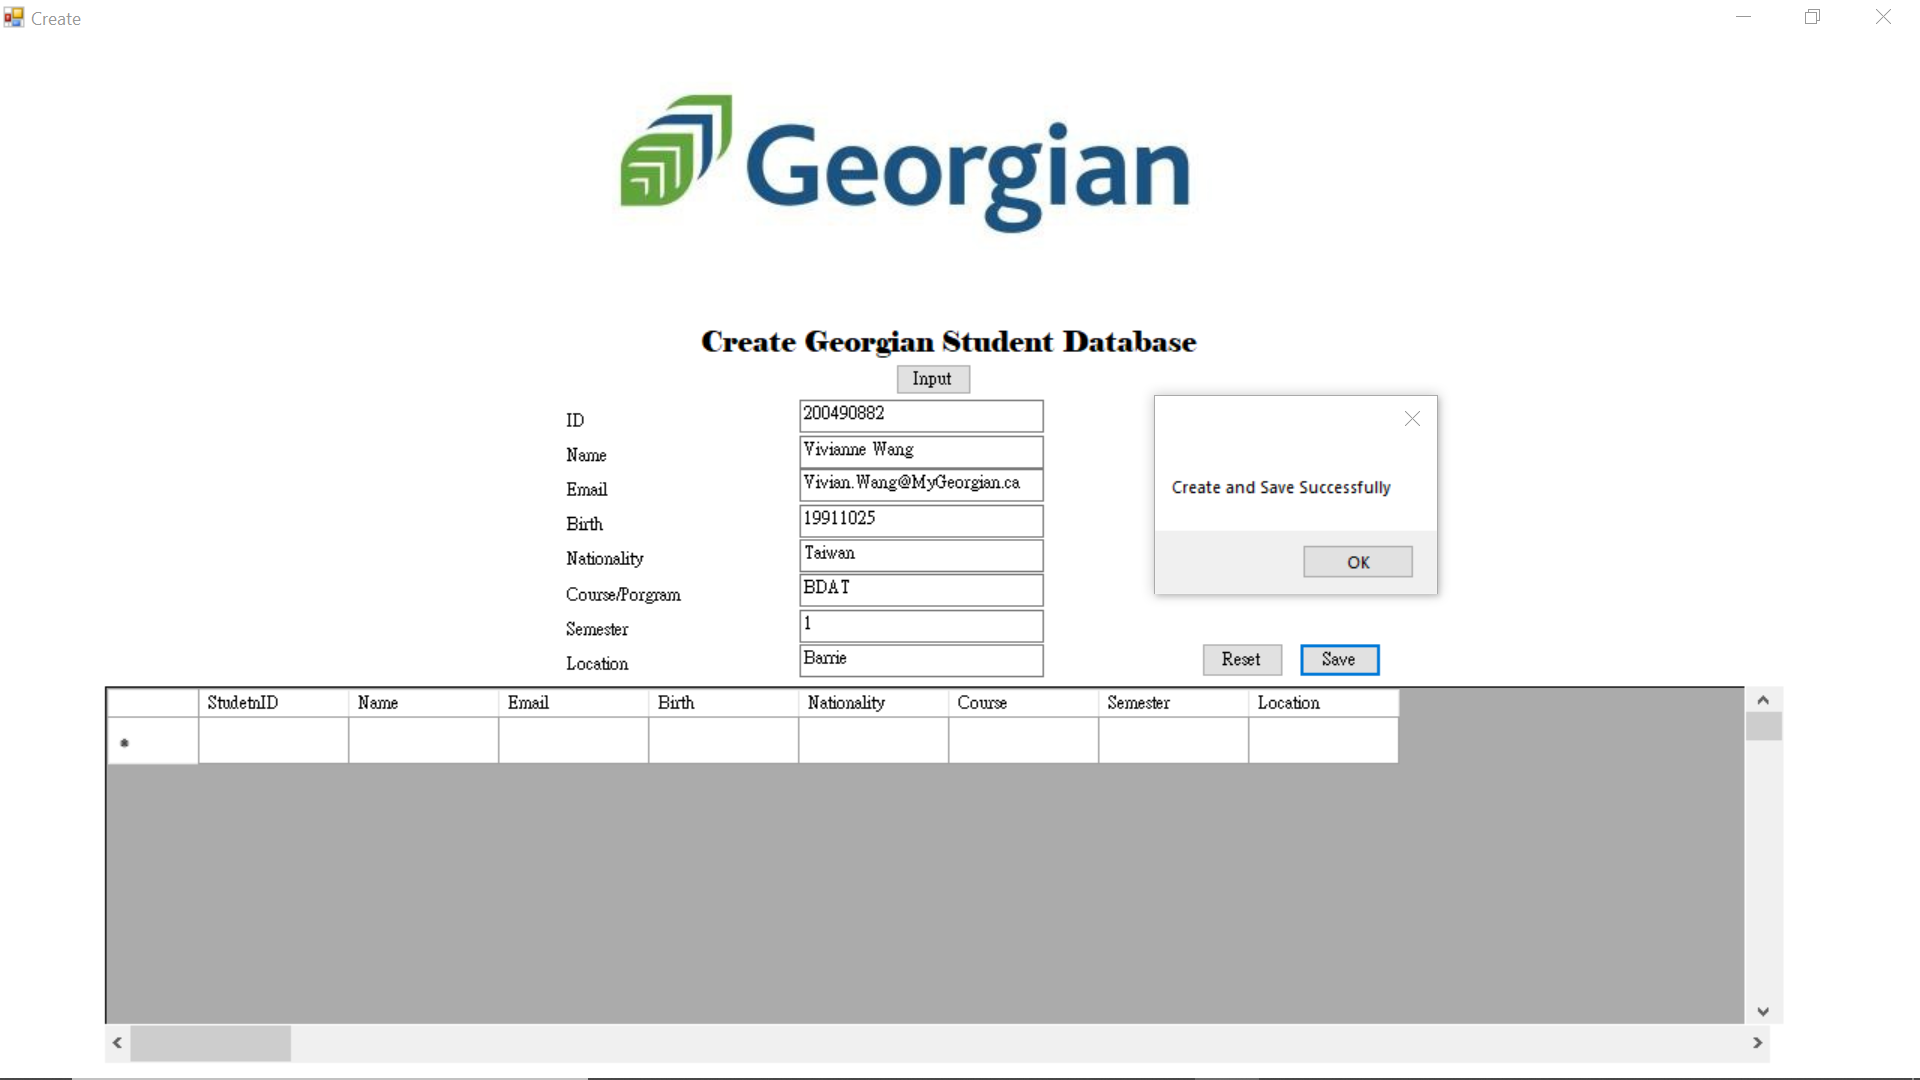 Create
Georgian
Create Georgian Student Database
Input
ID 200490882
Name Vivianne Wang
Email Vivian.Wang@MyGeorgian.ca
Birth 19911025
Nationality Taiwan
Course/Porgram BDAT
Semester 1
Location Barrie
Create and Save Successfully
OK
Reset Save
StudetnID Name Email Birth Nationality Course Semester Location